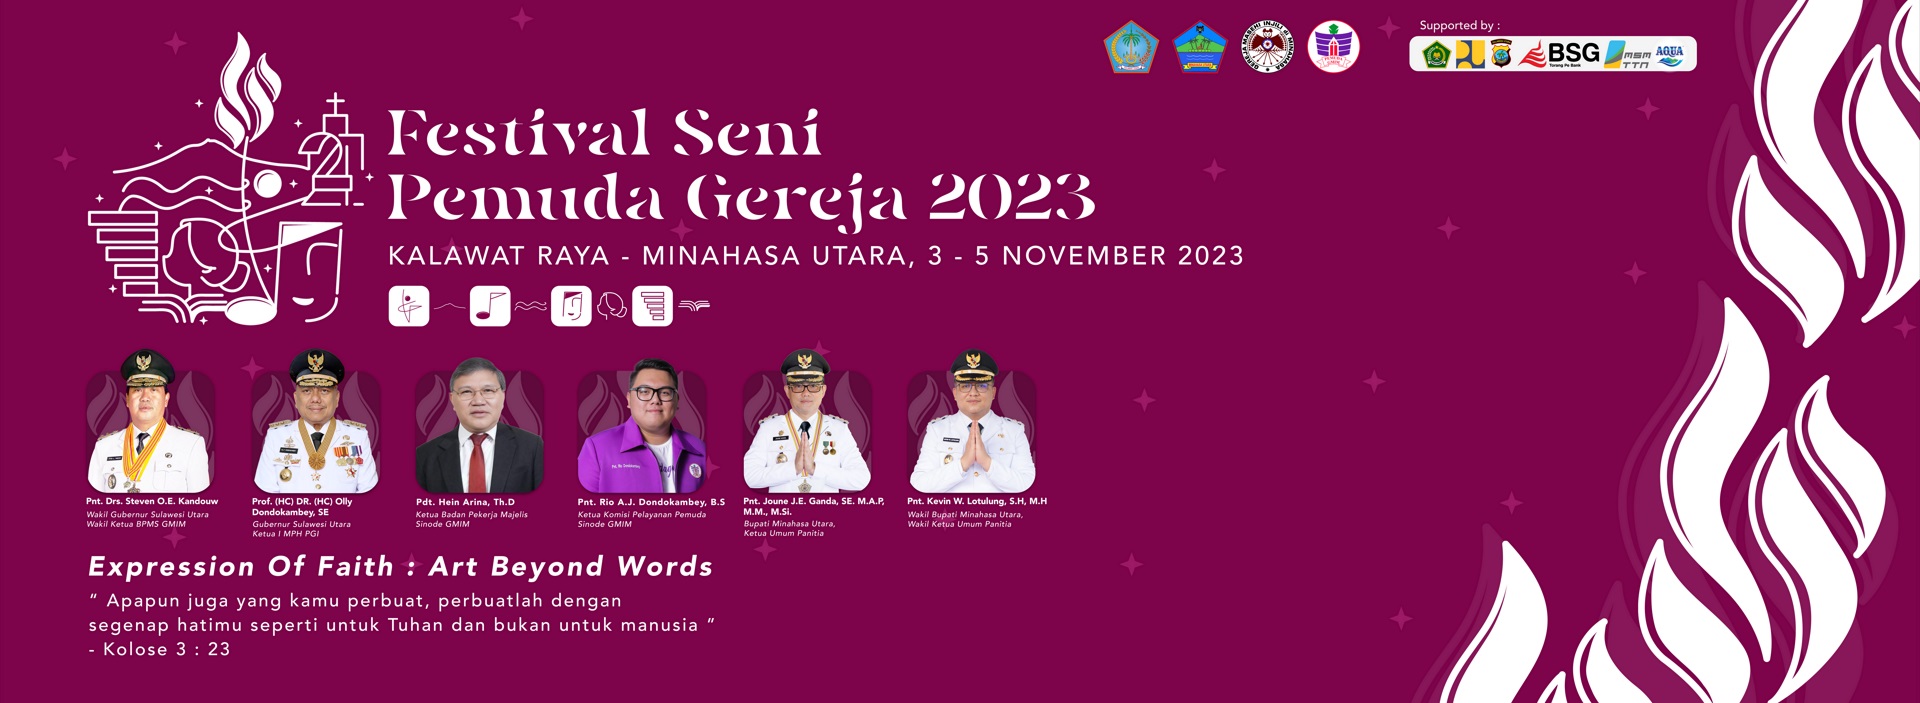 Supported by :
BSG
Torang Pe Bank
MSM
TTN
AQUA
Festival Seni
Pemuda Gereja 2023
KALAWAT RAYA - MINAHASA UTARA, 3 - 5 NOVEMBER 2023
Pnt. Drs. Steven O.E. Kandouw
Wakil Gubernur Sulawesi Utara
Wakil Ketua BPMS GMIM
Prof. (HC) DR. (HC) Olly
Dondokambey, SE
Gubernur Sulawesi Utara
Ketua I MPH PGI
Pdt. Hein Arina, Th.D
Ketua Badan Pekerja Majelis
Sinode GMIM
Pnt. Rio A.J. Dondokambey, B.S
Ketua Komisi Pelayanan Pemuda
Sinode GMIM
Pnt. Joune J.E. Ganda, SE. M.A.P,
M.M., M.Si.
Bupati Minahasa Utara,
Ketua Umum Panitia
Pnt. Kevin W. Lotulung, S.H, M.H
Wakil Bupati Minahasa Utara,
Wakil Ketua Umum Panitia
Expression Of Faith : Art Beyond Words
“ Apapun juga yang kamu perbuat, perbuatlah dengan
segenap hatimu seperti untuk Tuhan dan bukan untuk manusia ”
- Kolose 3 : 23